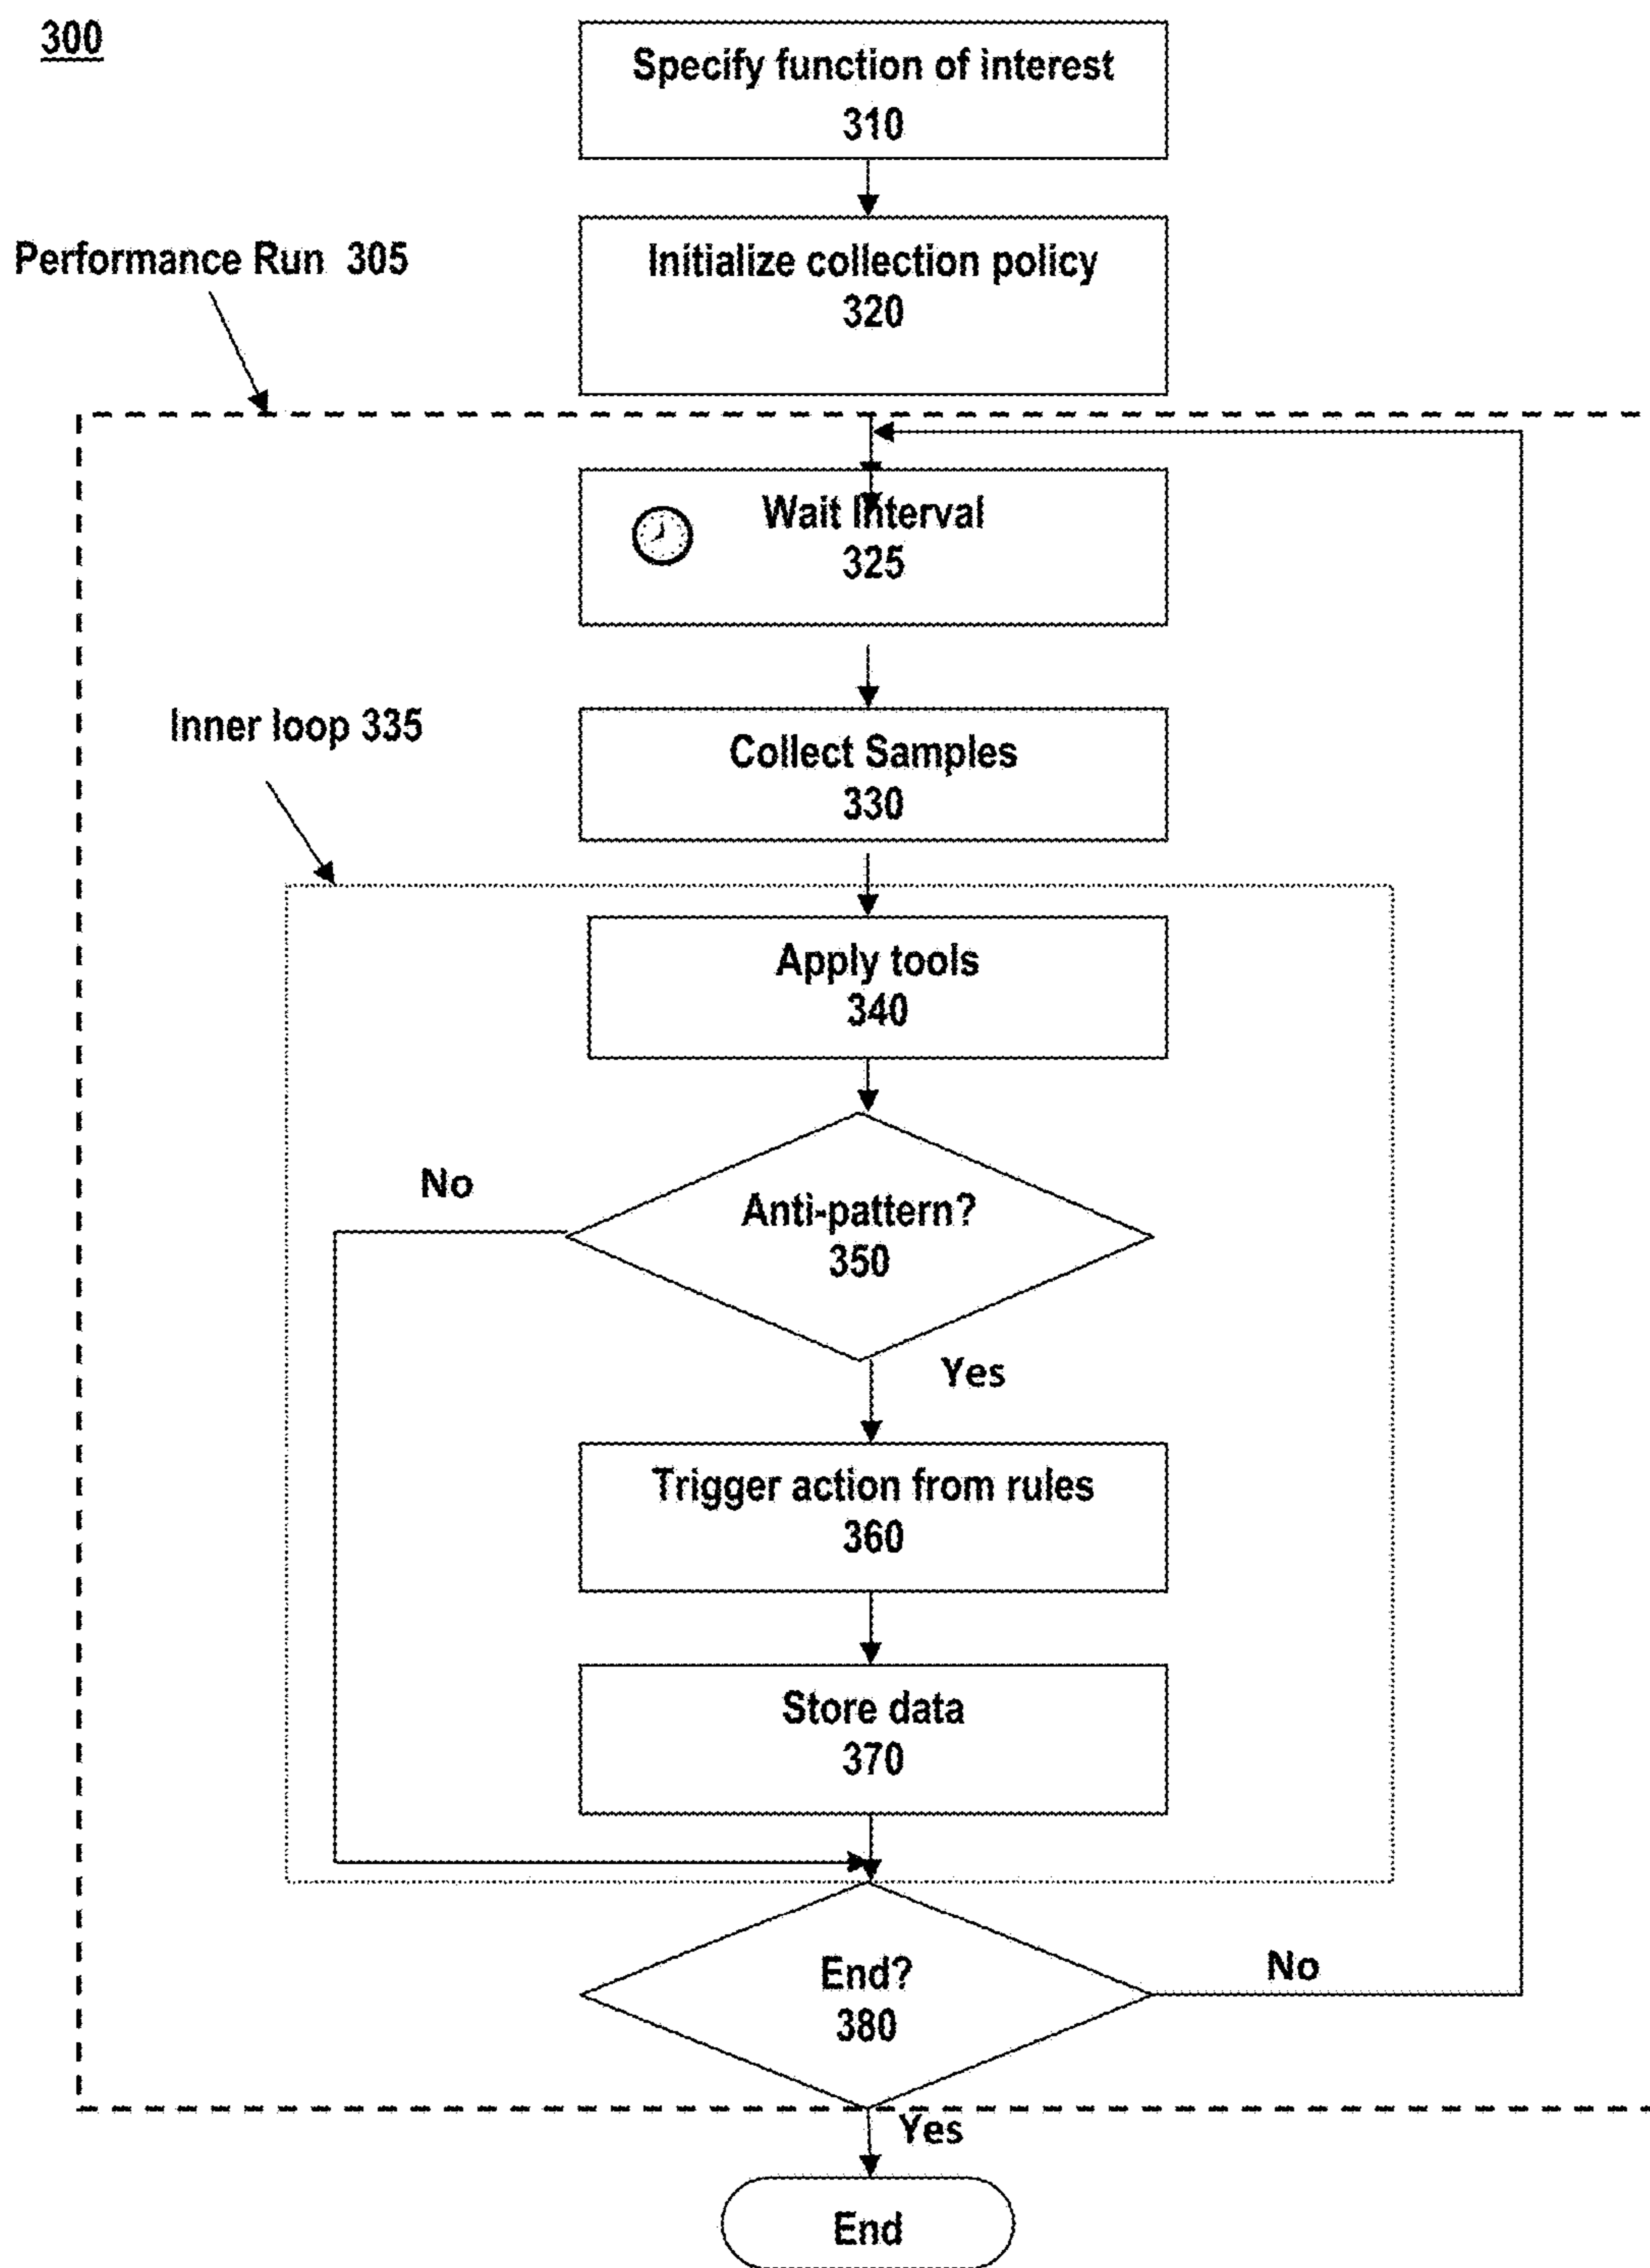 300
Specify function of interest
310
Performance Run 305
Initialize collection policy
320
Wait Interval
325
Inner loop 335
Collect Samples
330
Apply tools
340
No
Anti-pattern?
350
Yes
Trigger action from rules
360
Store data
370
End?
380
No
Yes
End